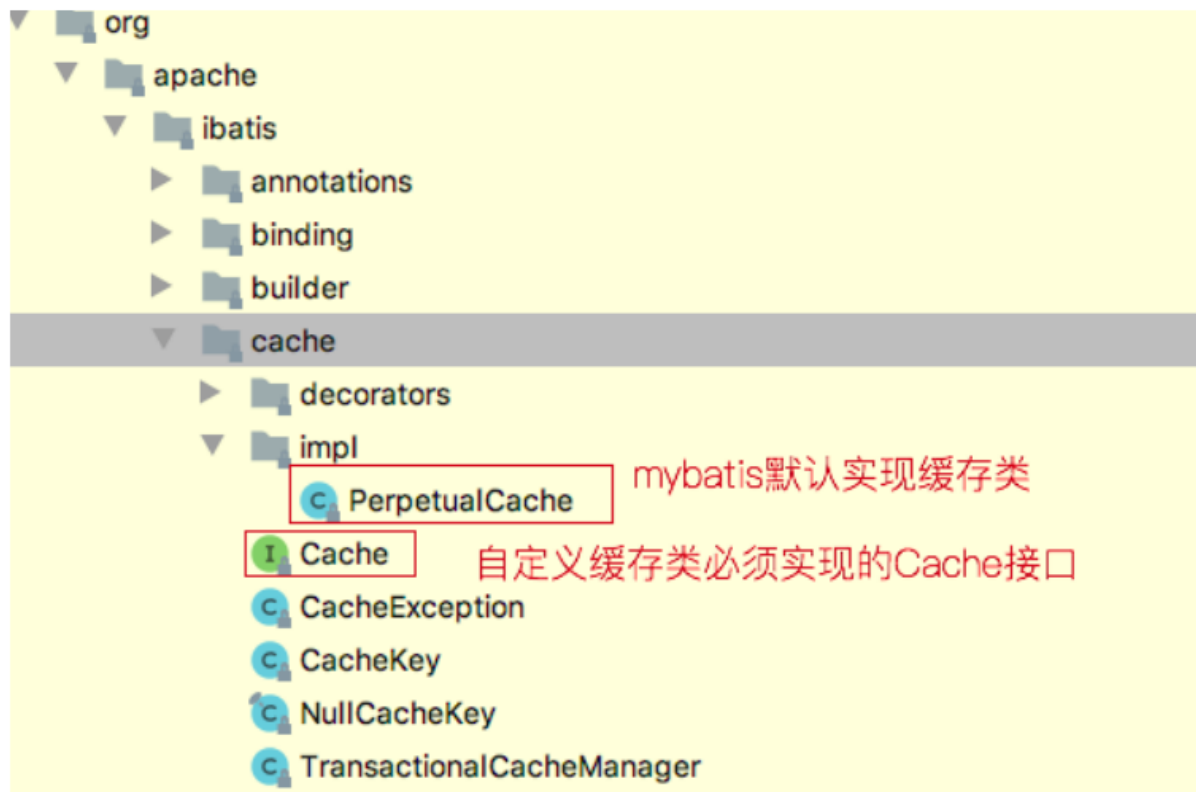 org
apache
ibatis
annotations
binding
builder
cache
decorators
impl
PerpetualCache
mybatis默认实现缓存类
Cache
自定义缓存类必须实现的Cache接口
CacheException
CacheKey
NullCacheKey
TransactionalCacheManager